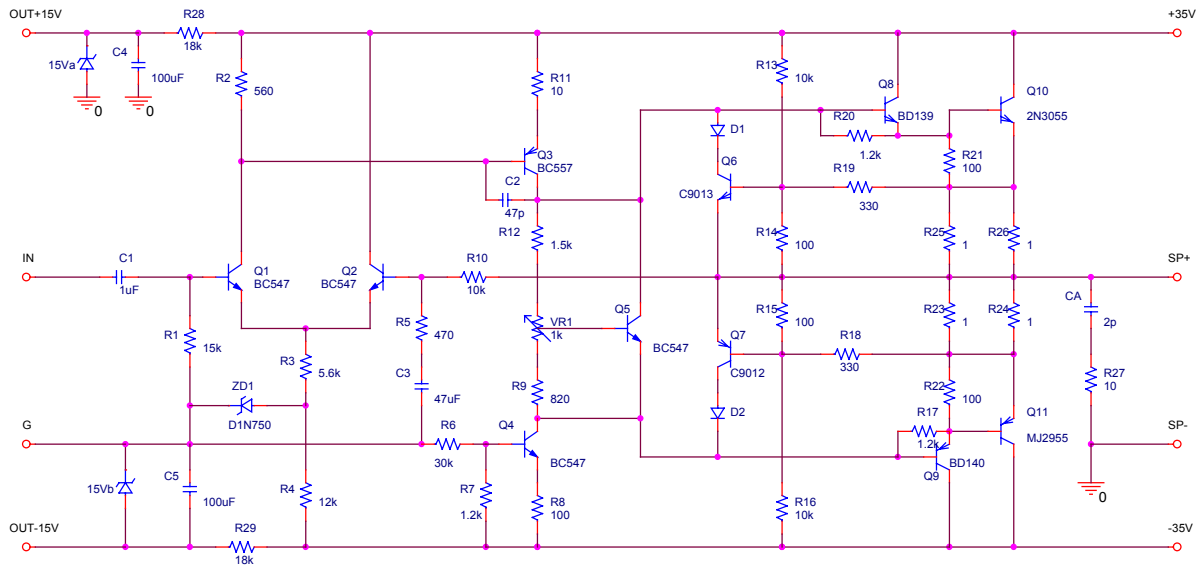 OUT+15V
R28
18k
+35V
15Va
C4
100uF
0
0
R2
560
R11
10
R13
10k
Q8
BD139
Q10
2N3055
D1
R20
1.2k
Q3
BC557
Q6
C9013
R21
100
C2
47p
R19
330
R12
1.5k
R14
100
R25
1
R26
1
IN
C1
1uF
Q1
BC547
Q2
BC547
R10
10k
SP+
R1
15k
R5
470
VR1
1k
Q5
BC547
R15
100
R23
1
R24
1
CA
2p
R3
5.6k
Q7
C9012
R18
330
ZD1
D1N750
C3
47uF
R9
820
D2
R22
100
R27
10
G
R6
30k
Q4
BC547
R17
1.2k
Q11
MJ2955
BD140
Q9
SP-
0
15Vb
C5
100uF
R4
12k
R7
1.2k
R8
100
R16
10k
OUT-15V
R29
18k
-35V